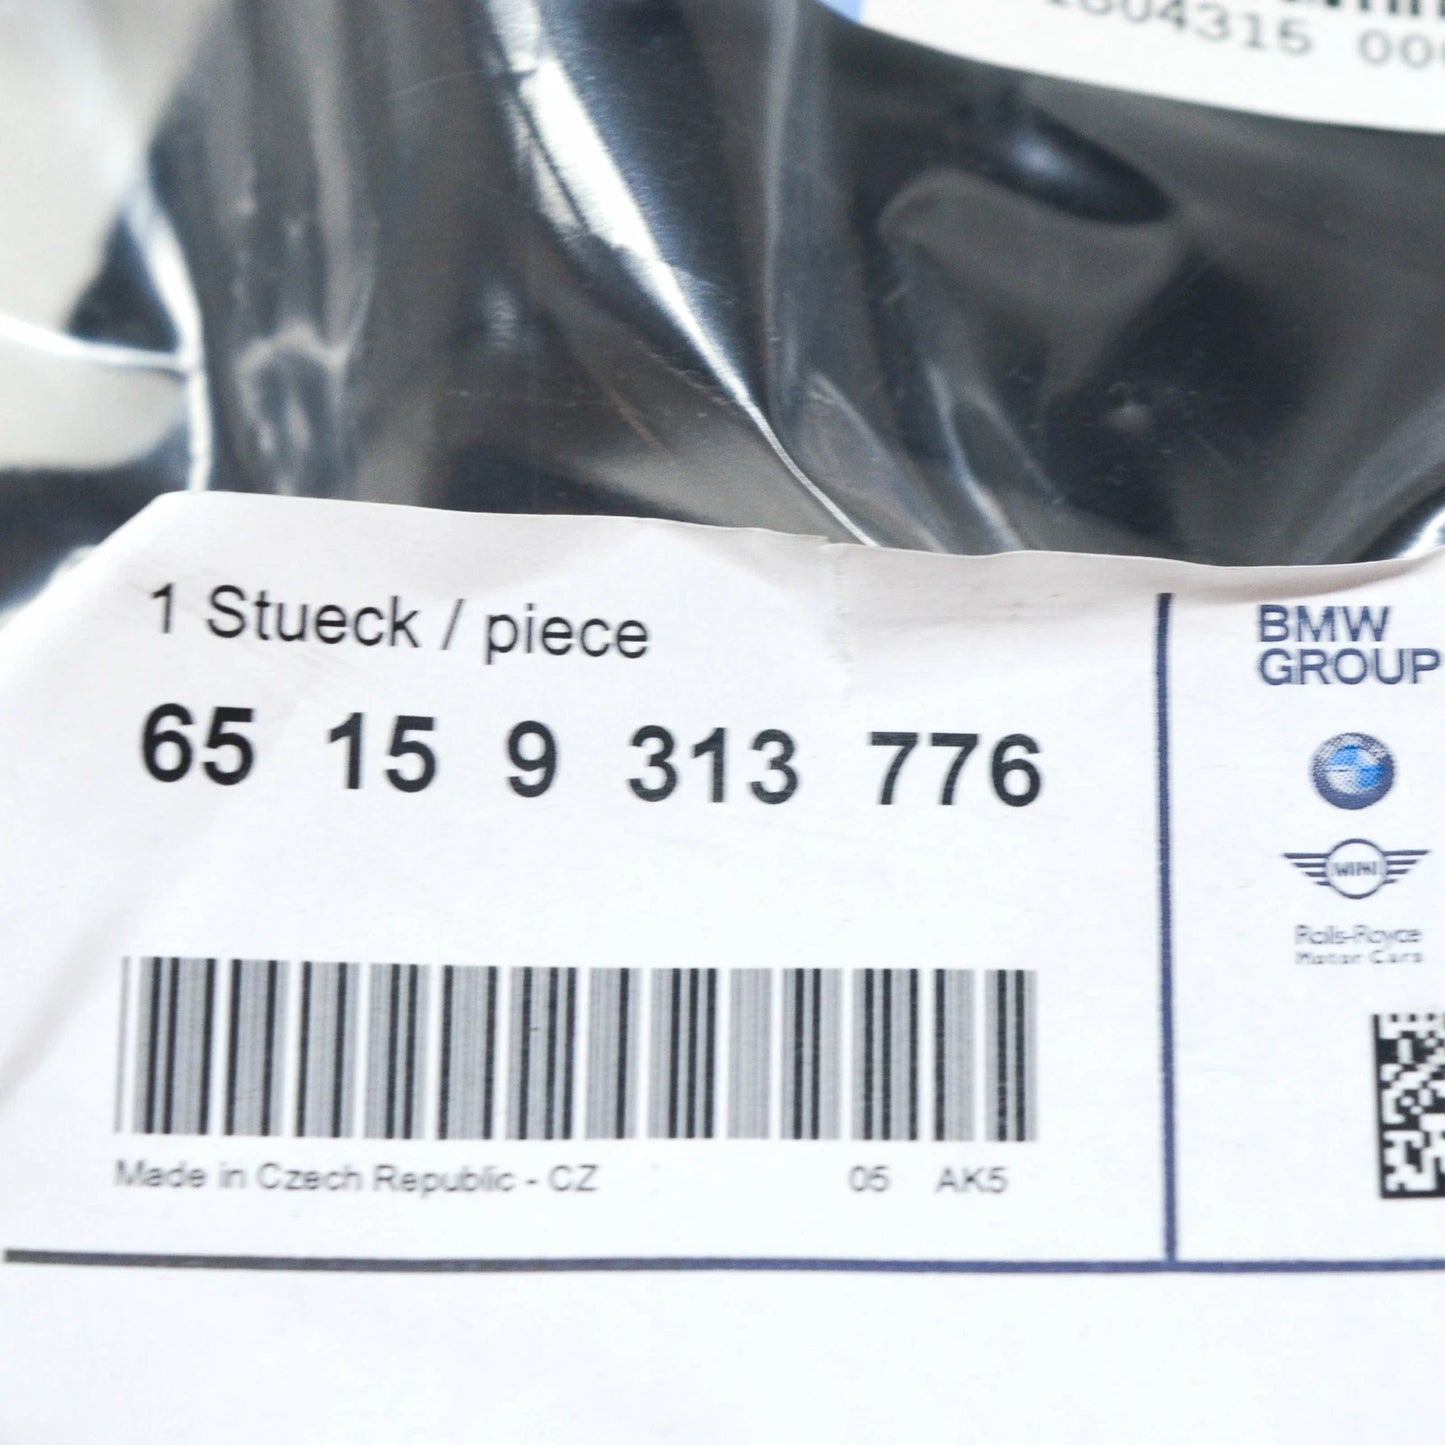 1 Stueck / piece
65 15 9 313 776
Made in Czech Republic - CZ 05 AK5
BMW
GROUP
MINI
Rolls-Royce
Motor Cars